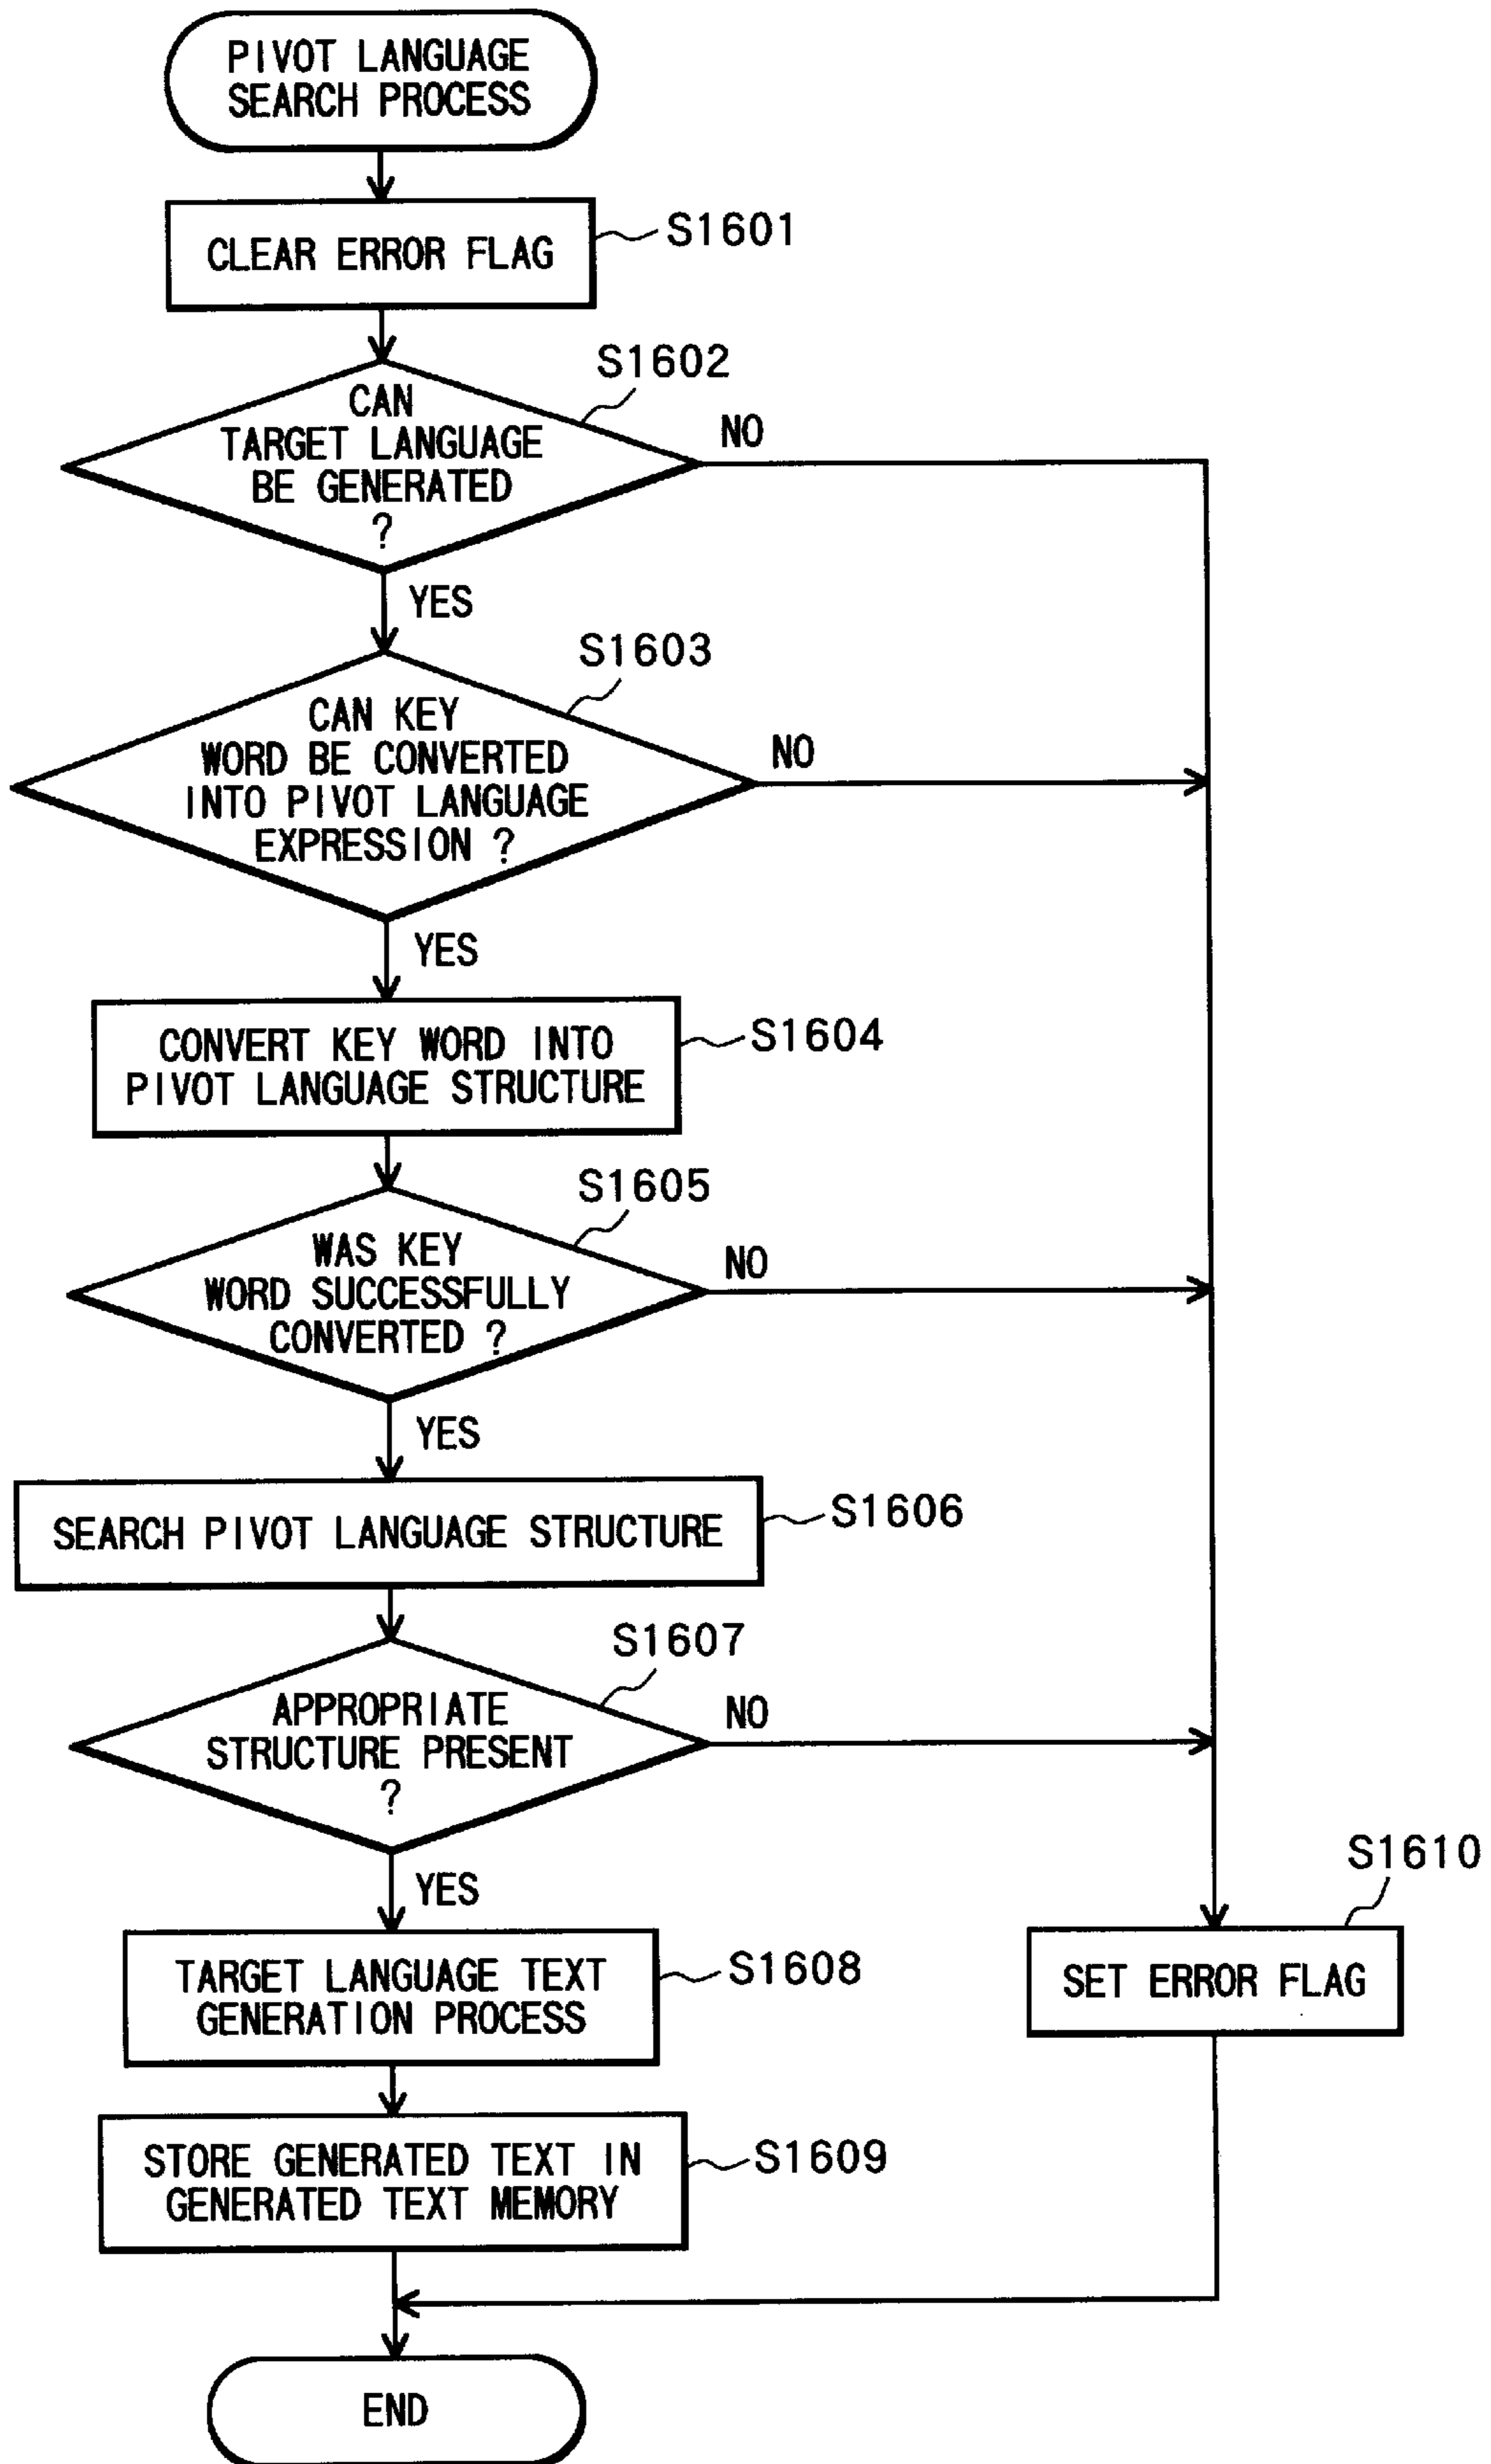 PIVOT LANGUAGE
SEARCH PROCESS
CLEAR ERROR FLAG
S1601
S1602
CAN
TARGET LANGUAGE
BE GENERATED
?
NO
YES
S1603
CAN KEY
WORD BE CONVERTED
INTO PIVOT LANGUAGE
EXPRESSION ?
NO
YES
CONVERT KEY WORD INTO
PIVOT LANGUAGE STRUCTURE
S1604
S1605
WAS KEY
WORD SUCCESSFULLY
CONVERTED ?
NO
YES
SEARCH PIVOT LANGUAGE STRUCTURE
S1606
S1607
APPROPRIATE
STRUCTURE PRESENT
?
NO
YES
TARGET LANGUAGE TEXT
GENERATION PROCESS
S1608
S1610
SET ERROR FLAG
STORE GENERATED TEXT IN
GENERATED TEXT MEMORY
S1609
END